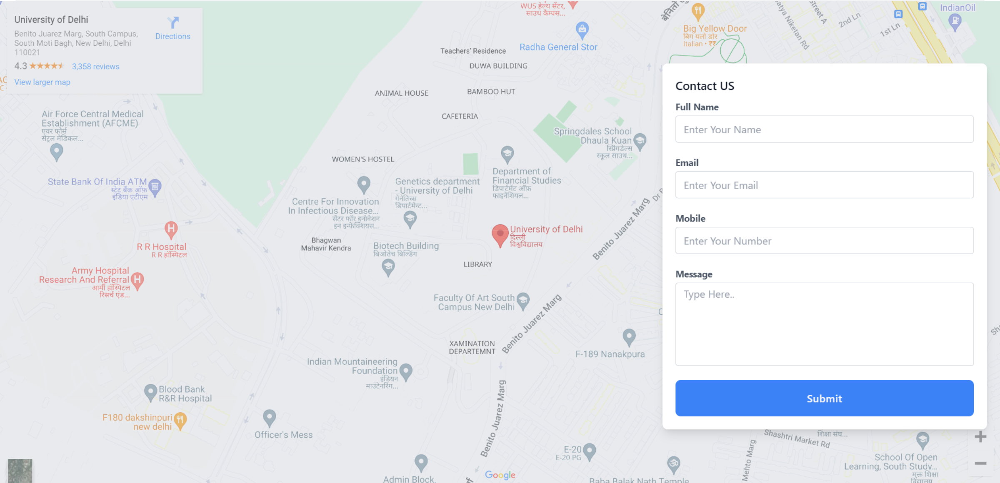 University of Delhi
Benito Juarez Marg, South Campus,
South Moti Bagh, New Delhi, Delhi
110021
4.3
3,358 reviews
View larger map
Directions
WUS हेल्थ सेंटर,
साउथ कैम्पस...
Radha General Stor
Big Yellow Door
बिग यलो डोर
Italian • ₹₹
Satya Niketan Rd
Street A
2nd Ln
1st Ln
IndianOil
Teachers' Residence
DUWA BUILDING
ANIMAL HOUSE
BAMBOO HUT
CAFETERIA
Air Force Central Medical
Establishment (AFCME)
एयर फोर्स
सेंट्रल मेडिकल...
Springdales School
Dhaula Kuan
स्प्रिंगडेल्स
स्कूल साउथ...
WOMEN'S HOSTEL
Department of
Financial Studies
डिपार्टमेंट ऑफ़
फाइनेंशियल...
Genetics department
- University of Delhi
गेनेतिच्स
डिपार्टमेन्ट...
State Bank Of India ATM
स्टेट बैंक ऑफ़
इंडिया एटीएम
Centre For Innovation
In Infectious Disease...
सेंटर फॉर इनोवेशन
इन इन्फेक्शियस...
Benito Juarez Marg
R R Hospital
R R हॉस्पिटल
University of Delhi
दिल्ली
विश्वविद्यालय
Bhagwan
Mahavir Kendra
Biotech Building
बिओतेच बिल्डिंग
LIBRARY
Army Hospital
Research And Referral
आर्मी हॉस्पिटल
रिसर्च एंड...
Faculty Of Art South
Campus New Delhi
Benito Juarez Marg
XAMINATION
DEPARTEMNT
F-189 Nanakpura
Indian Mountaineering
Foundation
इंडियन
माउंटेनरिंग...
Blood Bank
R&R Hospital
F180 dakshinpuri
new delhi
Officer's Mess
Benito Juarez Marg
E-20
E-20 PG
Admin Block,
Google
Baba Balak Nath Temple
Mehto Marg
Shashtri Market Rd
शिक्षा संघ...
School Of Open
Learning, South Study...
मुक्त शिक्षा
विद्यालय
Contact US
Full Name
Enter Your Name
Email
Enter Your Email
Mobile
Enter Your Number
Message
Type Here..
Submit